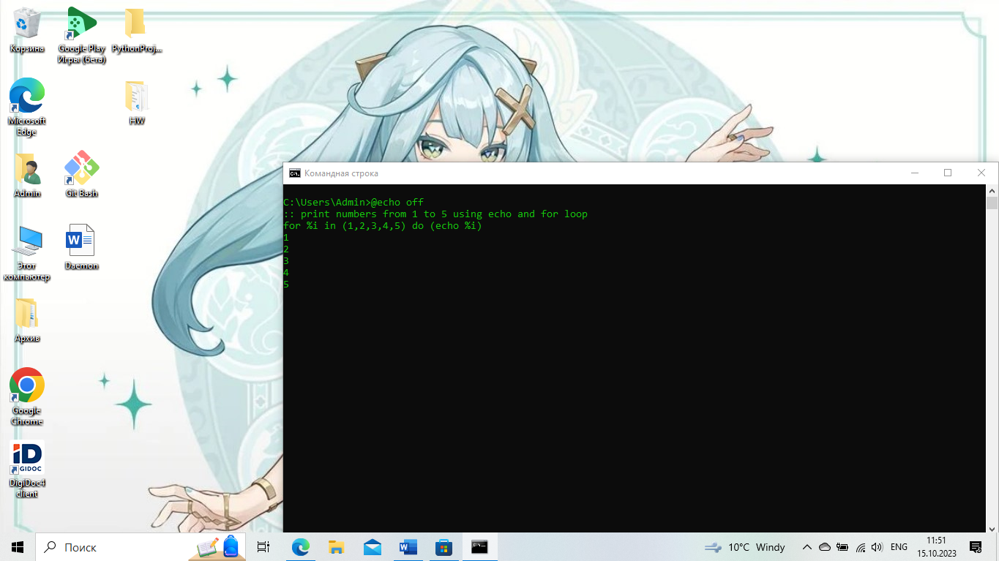 Корзина
Google Play
Игры (бета)
PythonProj...
Microsoft
Edge
HW
Admin
Git Bash
Этот
компьютер
W
Daemon
Архив
Google
Chrome
iD
GIDOC
DigiDoc4
client
C:\.
Командная строка
C:\Users\Admin>@echo off
:: print numbers from 1 to 5 using echo and for loop
for %i in (1,2,3,4,5) do (echo %i)
1
2
3
4
5
Поиск
W
C:\.
10°C Windy
ENG
11:51
15.10.2023